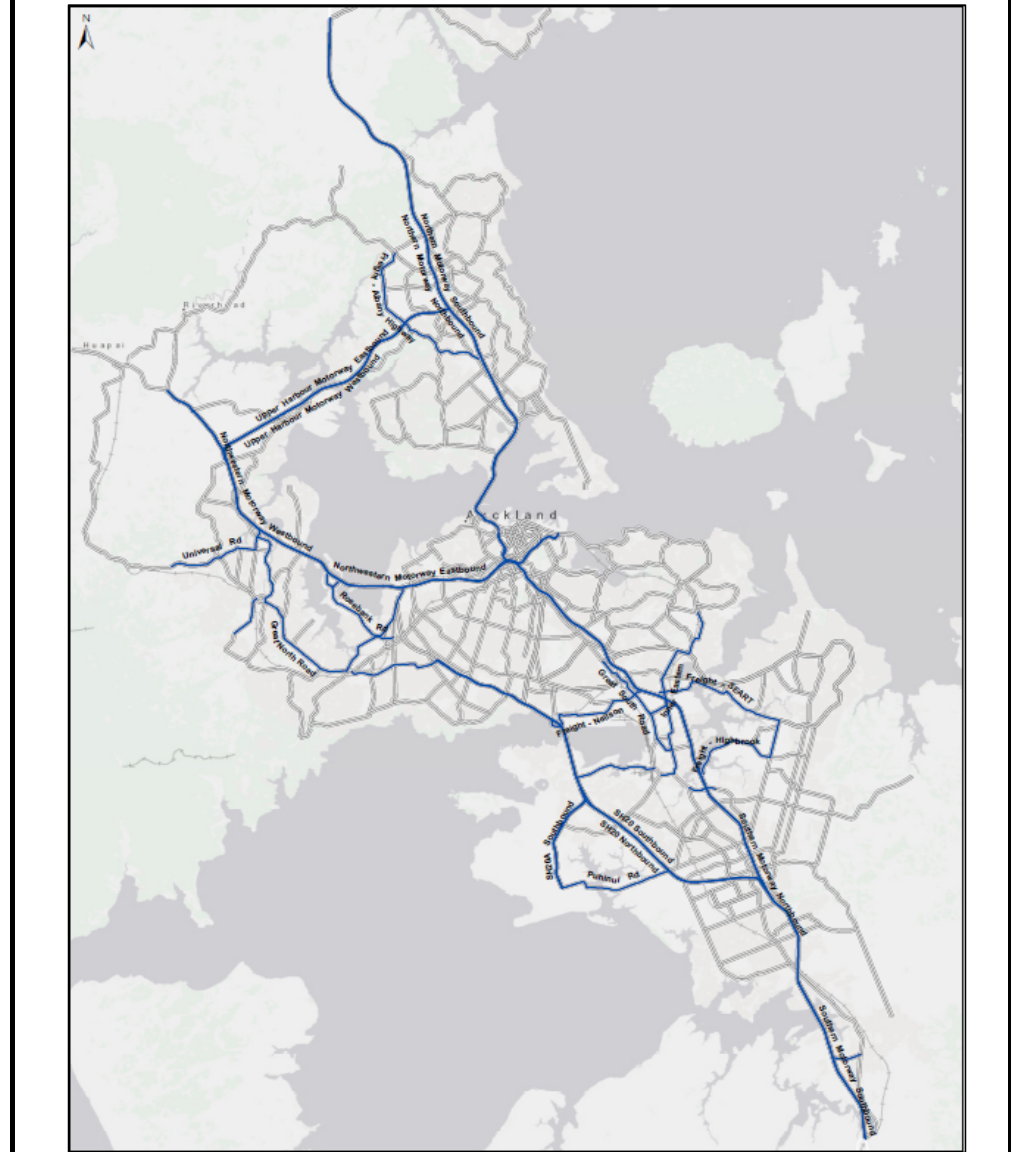 N
Northern Motorway Southbound
Northern Motorway Northbound
Freight - Albany Highway
Riverhead
Huapai
Upper Harbour Motorway Eastbound
Upper Harbour Motorway Westbound
Northwestern Motorway Westbound
Auckland
Universal Rd
Northwestern Motorway Eastbound
Rosebank Rd
Great North Road
Great South Road
Inner Eastern
Freight - SEART
Freight - Neilson
Freight - Highbrook
SH20A Southbound
SH20 Southbound
SH20 Northbound
Puhinui Rd
Southern Motorway Northbound
Southern Motorway Southbound